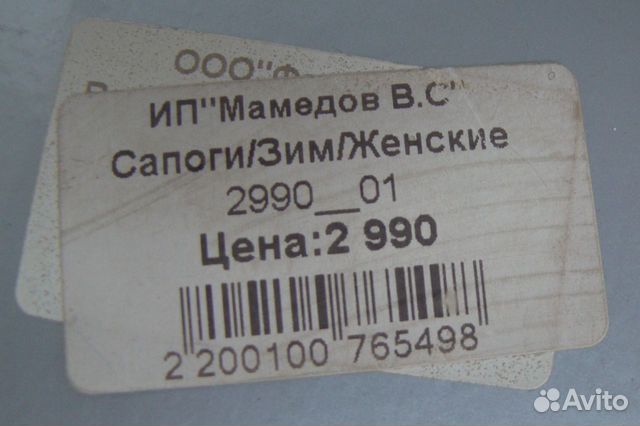 ООО"Ф
ИП"Мамедов В.С"
Сапоги/Зим/Женские
2990__01
Цена:2 990
2 200100 765498
Avito